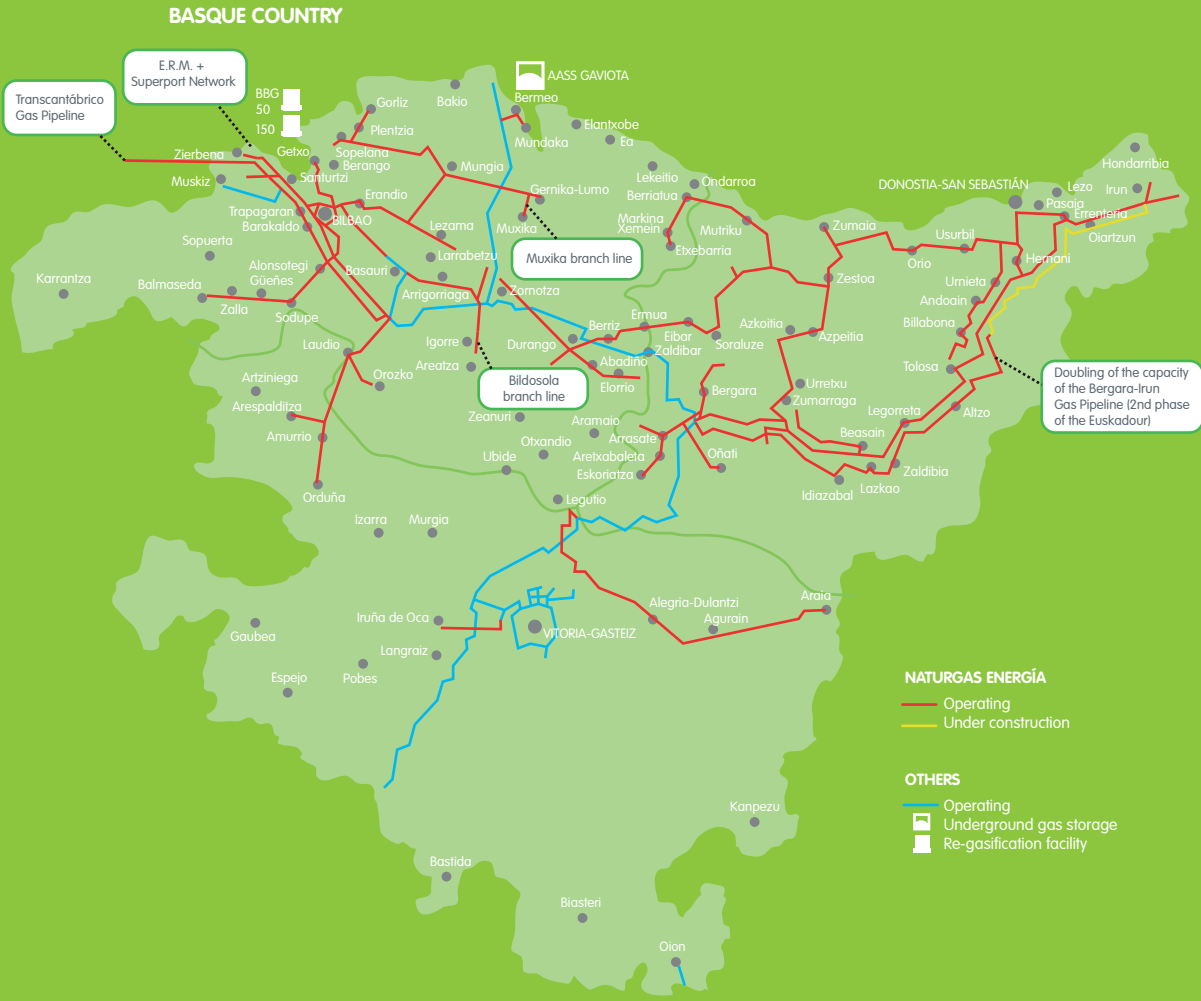 BASQUE COUNTRY
E.R.M. +
Superport Network
Transcantábrico
Gas Pipeline
BBG
50
150
AASS GAVIOTA
Bermeo
Bakio
Gorliz
Plentzia
Mundaka
Elantxobe
Ea
Zierbena
Getxo
Sopelana
Berango
Mungia
Lekeitio
Ondarroa
Hondarribia
Muskiz
Santurtzi
Erandio
Gernika-Lumo
Berriatua
DONOSTIA-SAN SEBASTIÁN
Lezo
Irun
Pasaia
Errenteria
Oiartzun
Trapagaran
BILBAO
Barakaldo
Lezama
Muxika
Markina
Xemein
Etxebarria
Mutriku
Zumaia
Usurbil
Orio
Hernani
Sopuerta
Larrabetzu
Muxika branch line
Karrantza
Alonsotegi
Güeñes
Basauri
Arrigorriaga
Zornotza
Zestoa
Urnieta
Balmaseda
Zalla
Sodupe
Andoain
Billabona
Laudio
Igorre
Areatza
Durango
Berriz
Ermua
Eibar
Zaldibar
Soraluze
Azkoitia
Azpeitia
Abadiño
Elorrio
Tolosa
Artziniega
Orozko
Bildosola
branch line
Bergara
Urretxu
Zumarraga
Doubling of the capacity
of the Bergara-Irun
Gas Pipeline (2nd phase
of the Euskadour)
Arespalditza
Amurrio
Zeanuri
Aramaio
Arrasate
Legorreta
Altzo
Otxandio
Aretxabaleta
Beasain
Ubide
Eskoriatza
Oñati
Zaldibia
Lazkao
Idiazabal
Orduña
Legutio
Izarra
Murgia
Iruña de Oca
Alegria-Dulantzi
Agurain
Araia
Gaubea
VITORIA-GASTEIZ
Langraiz
Pobes
Espejo
NATURGAS ENERGÍA
Operating
Under construction
OTHERS
Operating
Underground gas storage
Re-gasification facility
Kanpezu
Bastida
Biasteri
Oion